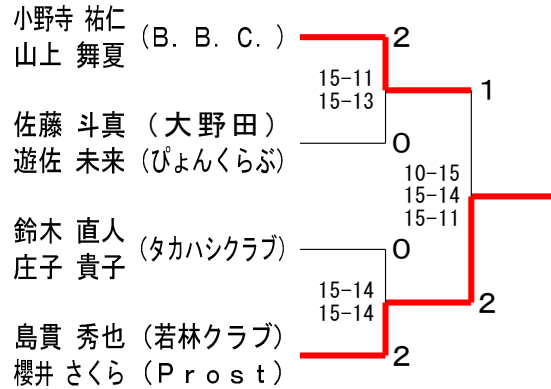 小野寺 祐仁
山上 舞夏
(B. B. C. )
2
15-11
15-13
1
佐藤 斗真 (大野田)
遊佐 未来 (ぴょんくらぶ)
0
10-15
15-14
15-11
鈴木 直人
庄子 貴子
(タカハシクラブ)
0
15-14
15-14
2
島貫 秀也 (若林クラブ)
櫻井 さくら (Prost)
2